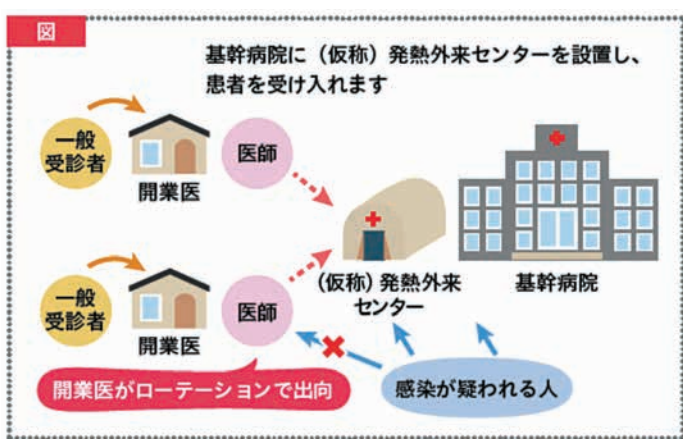 図
基幹病院に（仮称）発熱外来センターを設置し、
患者を受け入れます
一般
受診者
開業医
医師
（仮称）発熱外来
センター
基幹病院
一般
受診者
開業医
医師
開業医がローテーションで出向
感染が疑われる人